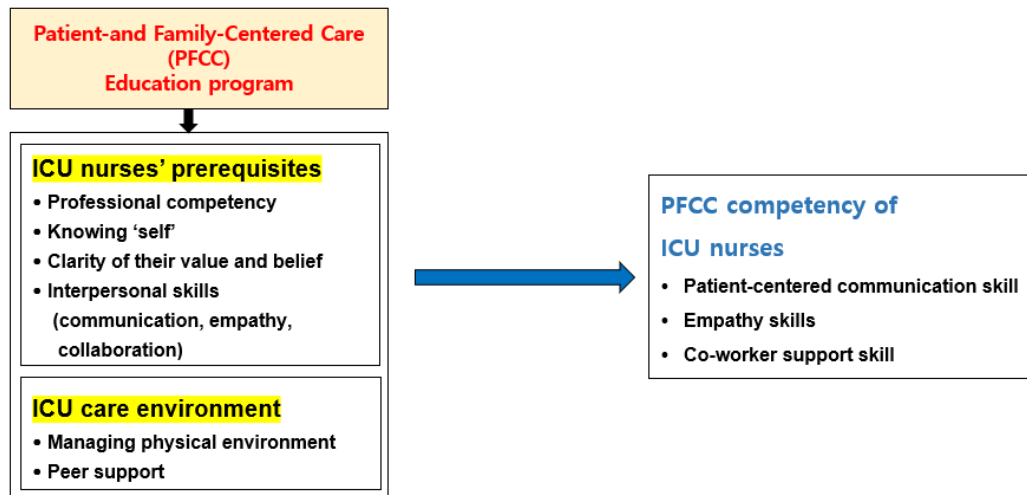 Patient-and Family-Centered Care
(PFCC)
Education program
ICU nurses’ prerequisites
• Professional competency
• Knowing ‘self’
• Clarity of their value and belief
• Interpersonal skills
(communication, empathy,
collaboration)
ICU care environment
• Managing physical environment
• Peer support
PFCC competency of
ICU nurses
• Patient-centered communication skill
• Empathy skills
• Co-worker support skill